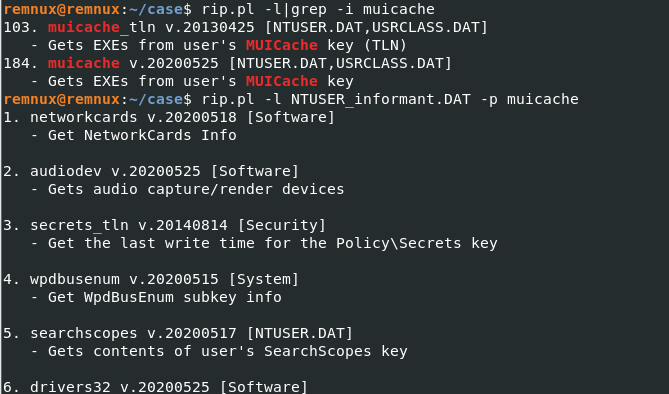 remnux@remnux:~/case$ rip.pl -l|grep -i muicache
103. muicache_tln v.20130425 [NTUSER.DAT,USRCLASS.DAT]
   - Gets EXEs from user's MUICache key (TLN)
184. muicache v.20200525 [NTUSER.DAT,USRCLASS.DAT]
   - Gets EXEs from user's MUICache key
remnux@remnux:~/case$ rip.pl -l NTUSER_informant.DAT -p muicache
1. networkcards v.20200518 [Software]
   - Get NetworkCards Info
2. audiodev v.20200525 [Software]
   - Gets audio capture/render devices
3. secrets_tln v.20140814 [Security]
   - Get the last write time for the Policy\Secrets key
4. wpdbusenum v.20200515 [System]
   - Get WpdBusEnum subkey info
5. searchscopes v.20200517 [NTUSER.DAT]
   - Gets contents of user's SearchScopes key
6. drivers32 v.20200525 [Software]